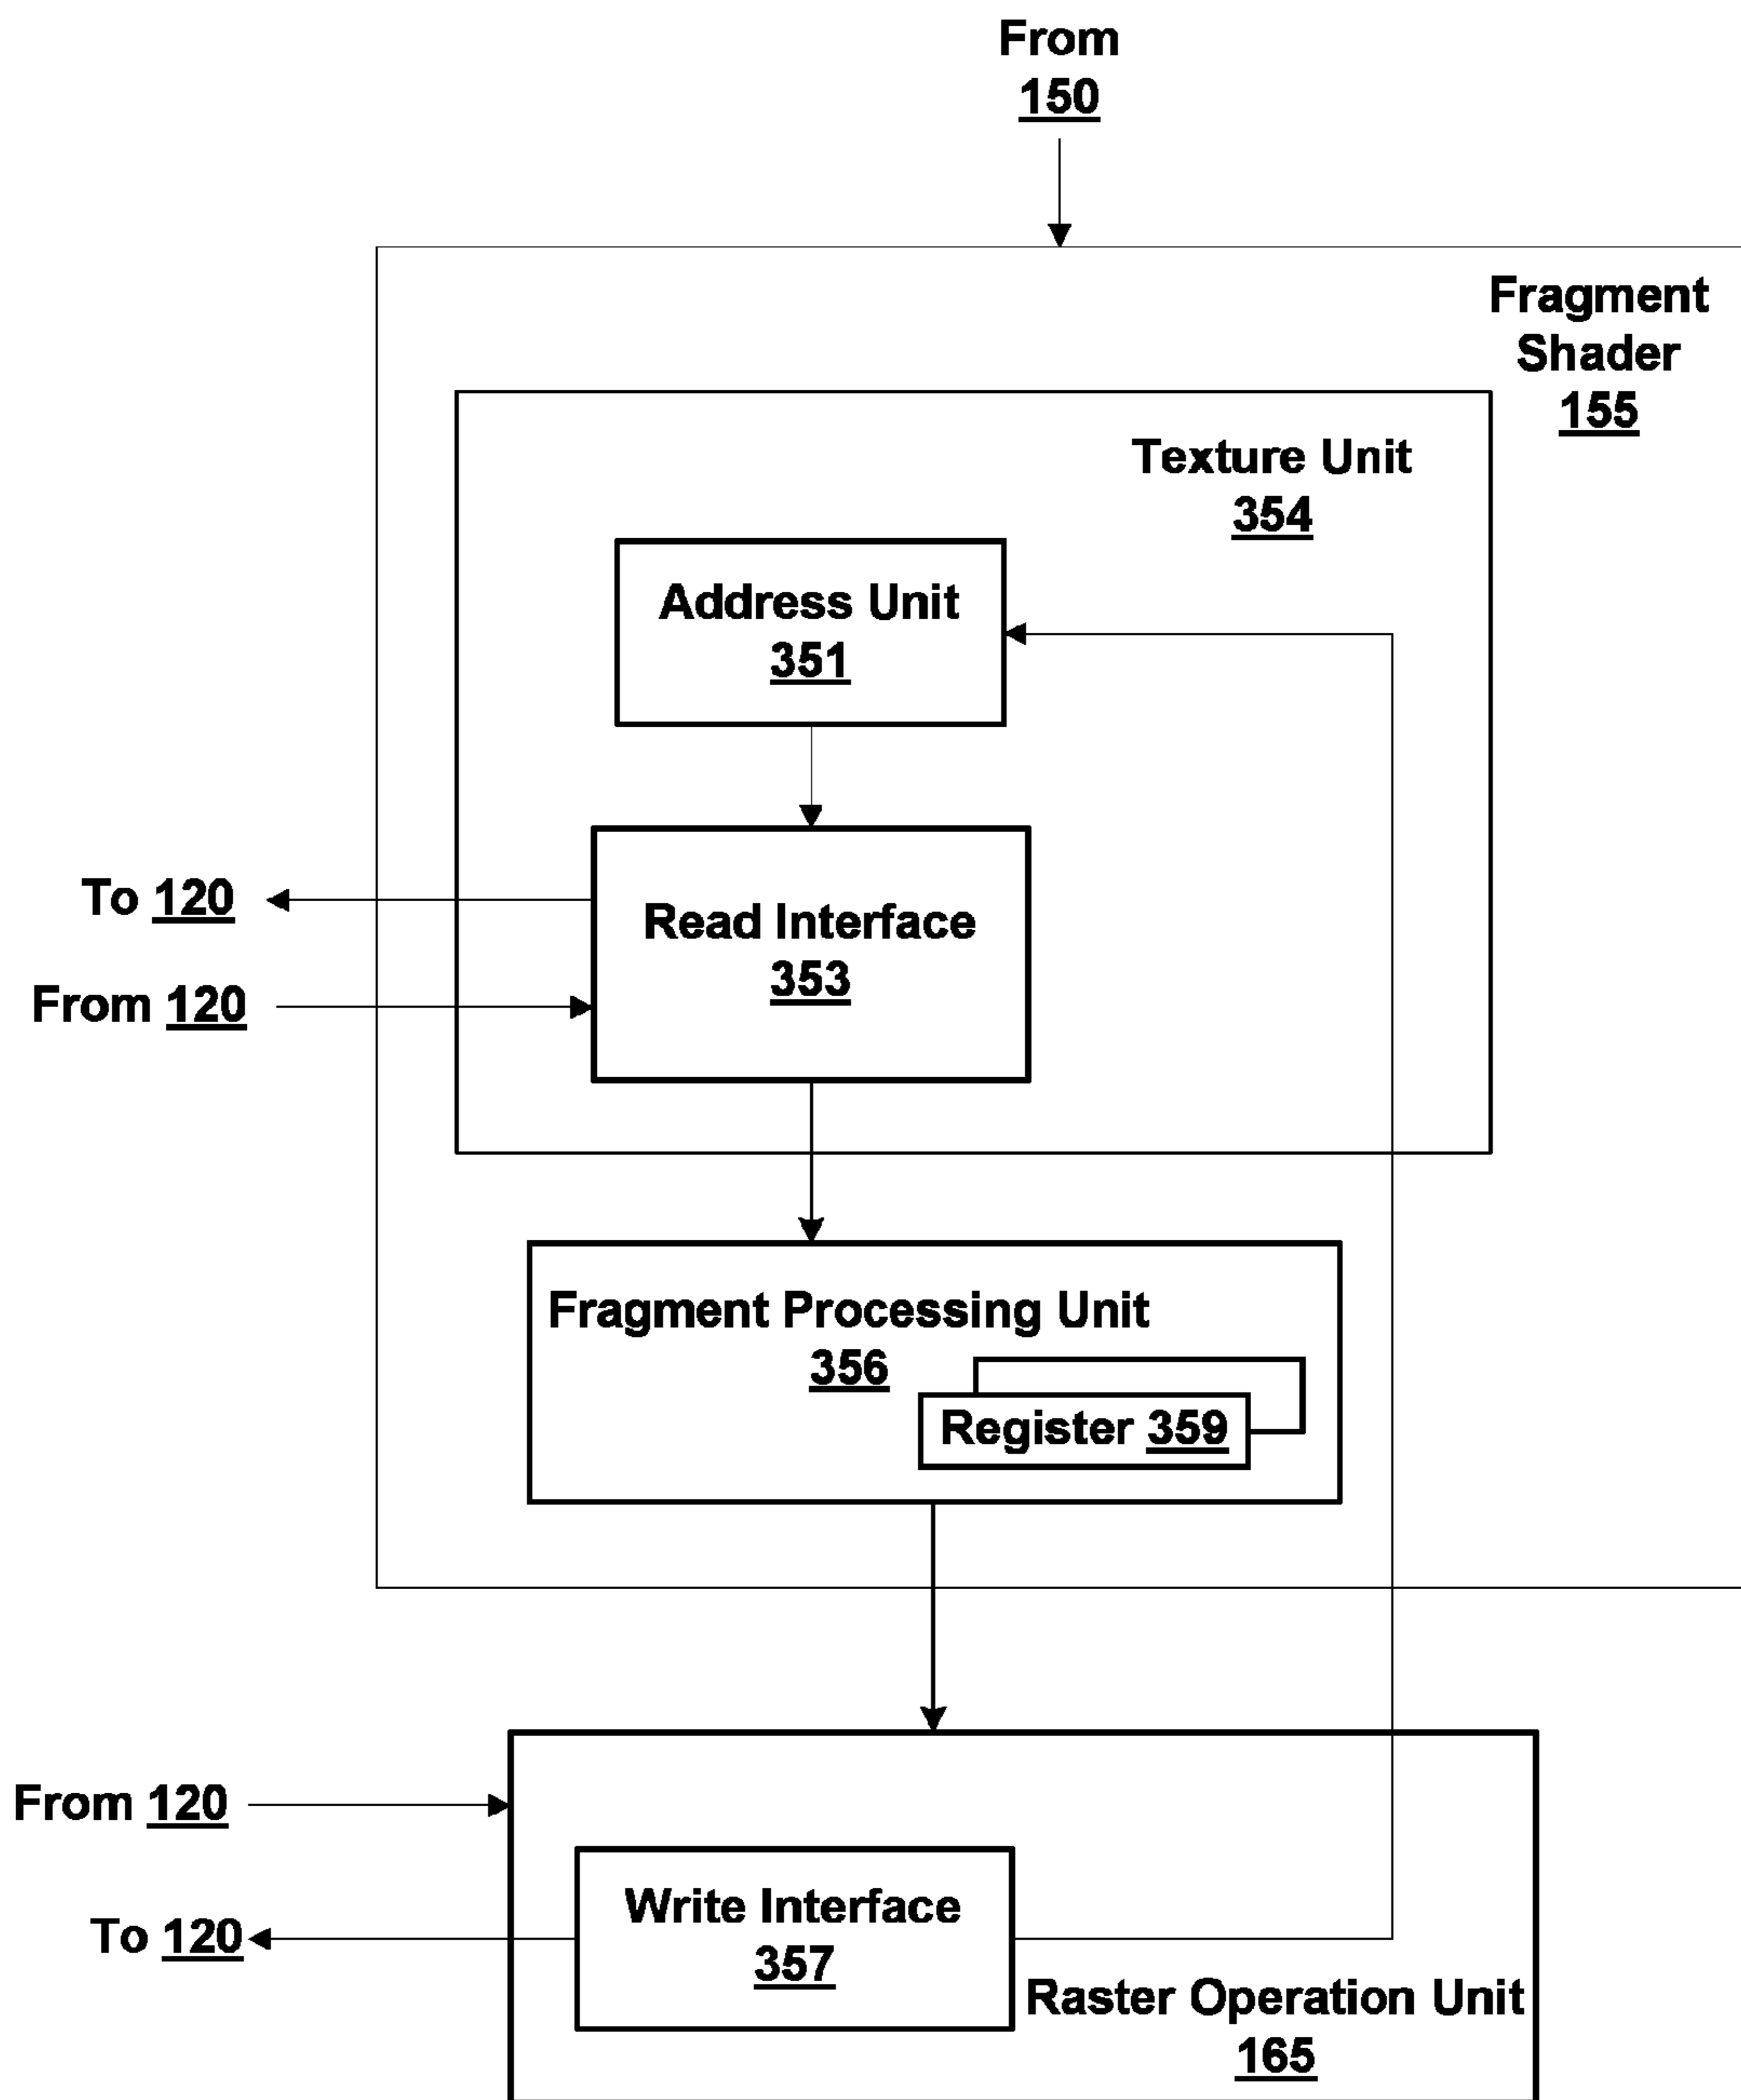 From
150
Fragment
Shader
155
Texture Unit
354
Address Unit
351
To 120
Read Interface
353
From 120
Fragment Processing Unit
356
Register 359
From 120
Write Interface
357
To 120
Raster Operation Unit
165